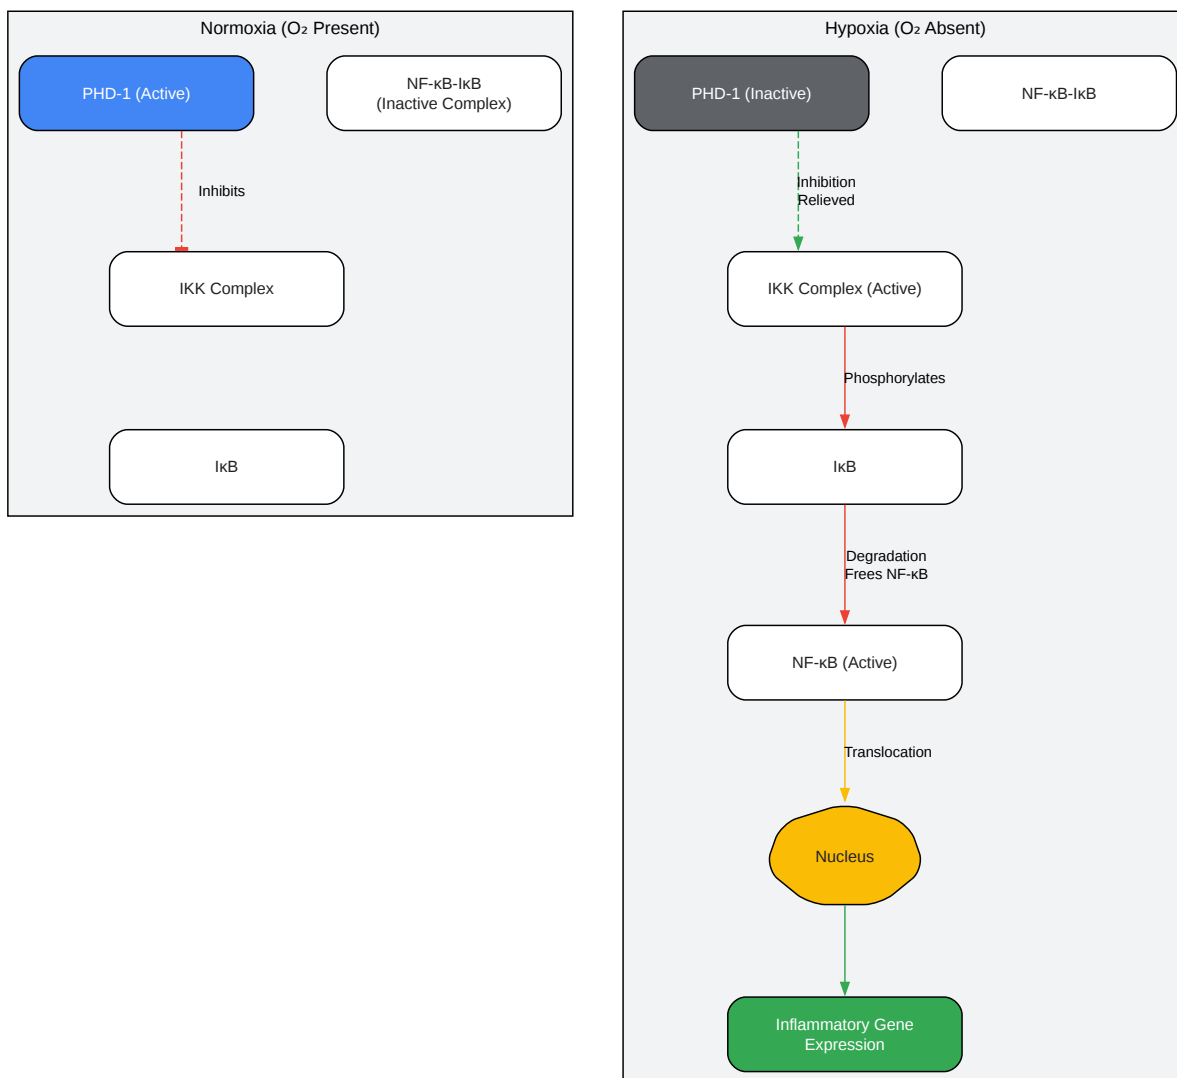 Normoxia (O₂ Present)
PHD-1 (Active)
NF-κB-IκB
(Inactive Complex)
Inhibits
IKK Complex
IκB
Hypoxia (O₂ Absent)
PHD-1 (Inactive)
NF-κB-IκB
Inhibition
Relieved
IKK Complex (Active)
Phosphorylates
IκB
Degradation
Frees NF-κB
NF-κB (Active)
Translocation
Nucleus
Inflammatory Gene
Expression